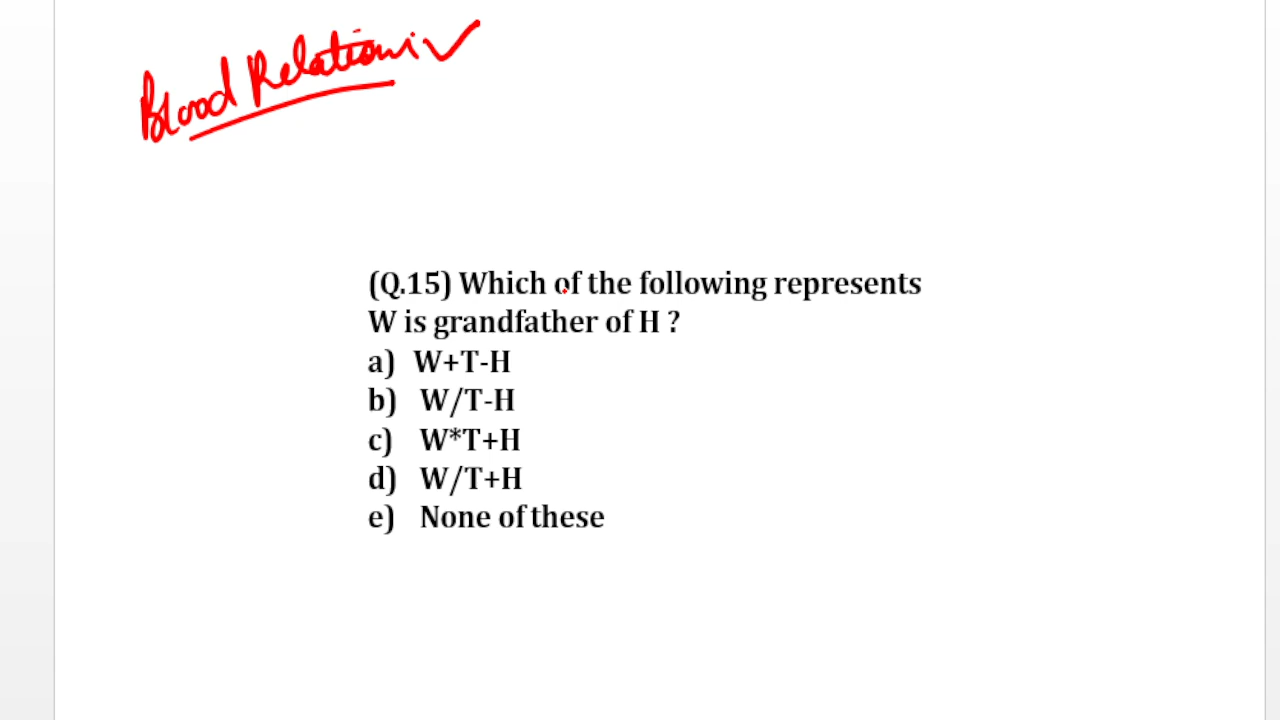 Blood Relation ✓
(Q.15) Which of the following represents
W is grandfather of H ?
a) W+T-H
b) W/T-H
c) W*T+H
d) W/T+H
e) None of these